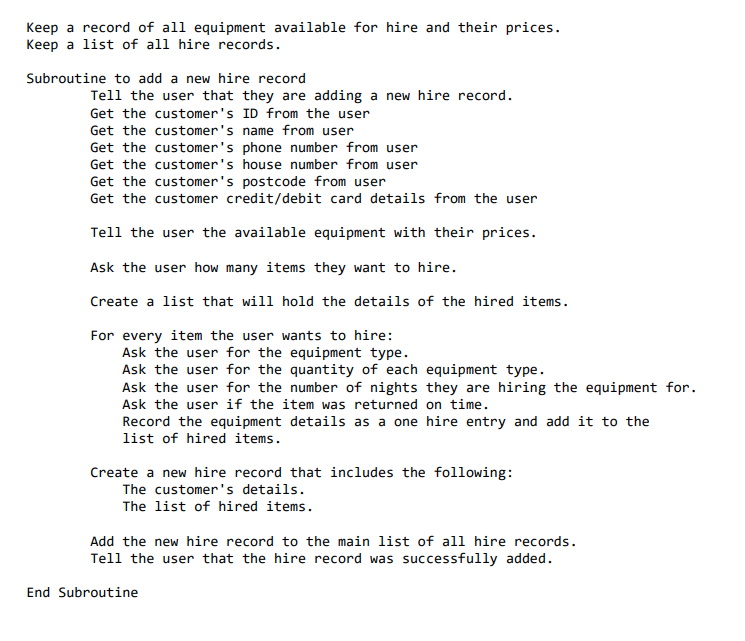 Keep a record of all equipment available for hire and their prices.
Keep a list of all hire records.
Subroutine to add a new hire record
Tell the user that they are adding a new hire record.
Get the customer's ID from the user
Get the customer's name from user
Get the customer's phone number from user
Get the customer's house number from user
Get the customer's postcode from user
Get the customer credit/debit card details from the user
Tell the user the available equipment with their prices.
Ask the user how many items they want to hire.
Create a list that will hold the details of the hired items.
For every item the user wants to hire:
Ask the user for the equipment type.
Ask the user for the quantity of each equipment type.
Ask the user for the number of nights they are hiring the equipment for.
Ask the user if the item was returned on time.
Record the equipment details as a one hire entry and add it to the
list of hired items.
Create a new hire record that includes the following:
The customer's details.
The list of hired items.
Add the new hire record to the main list of all hire records.
Tell the user that the hire record was successfully added.
End Subroutine